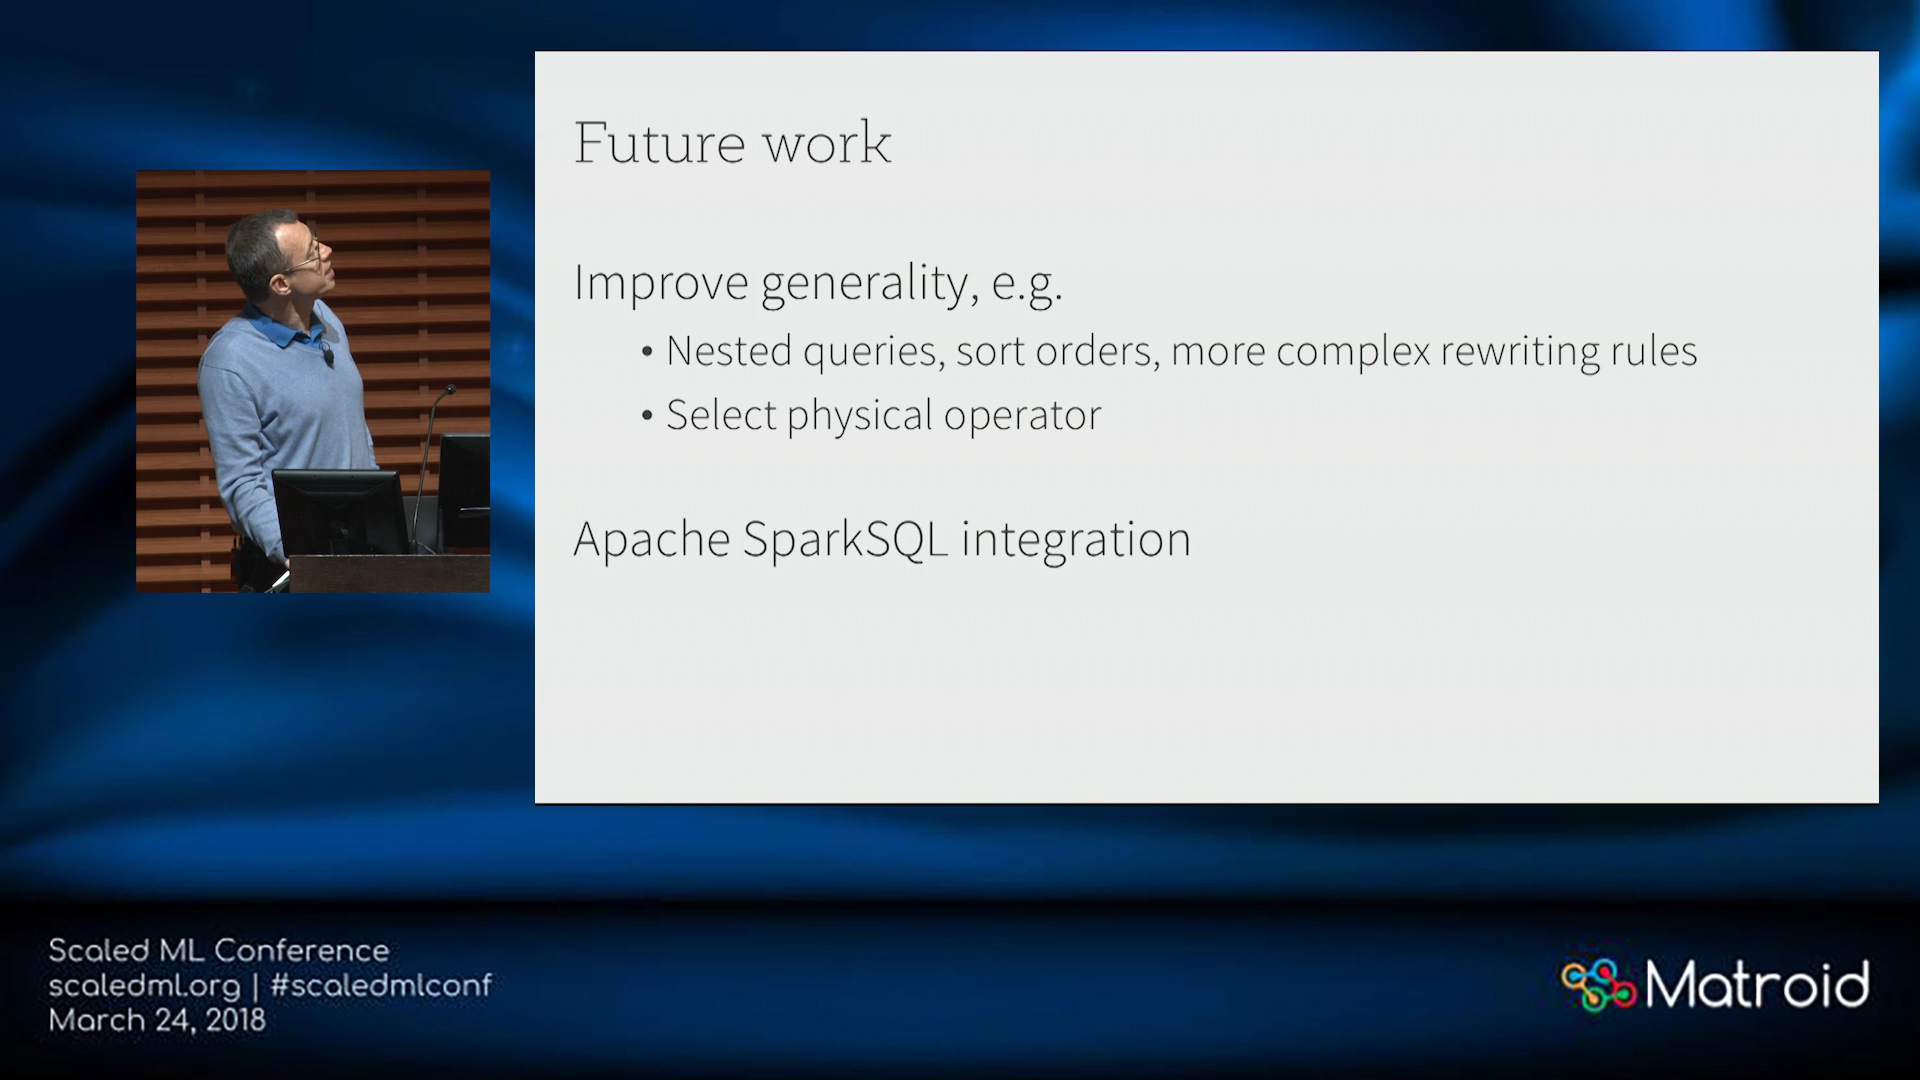 Future work
Improve generality, e.g.
• Nested queries, sort orders, more complex rewriting rules
• Select physical operator
Apache SparkSQL integration
Scaled ML Conference
scaledml.org | #scaledmlconf
March 24, 2018
Matroid